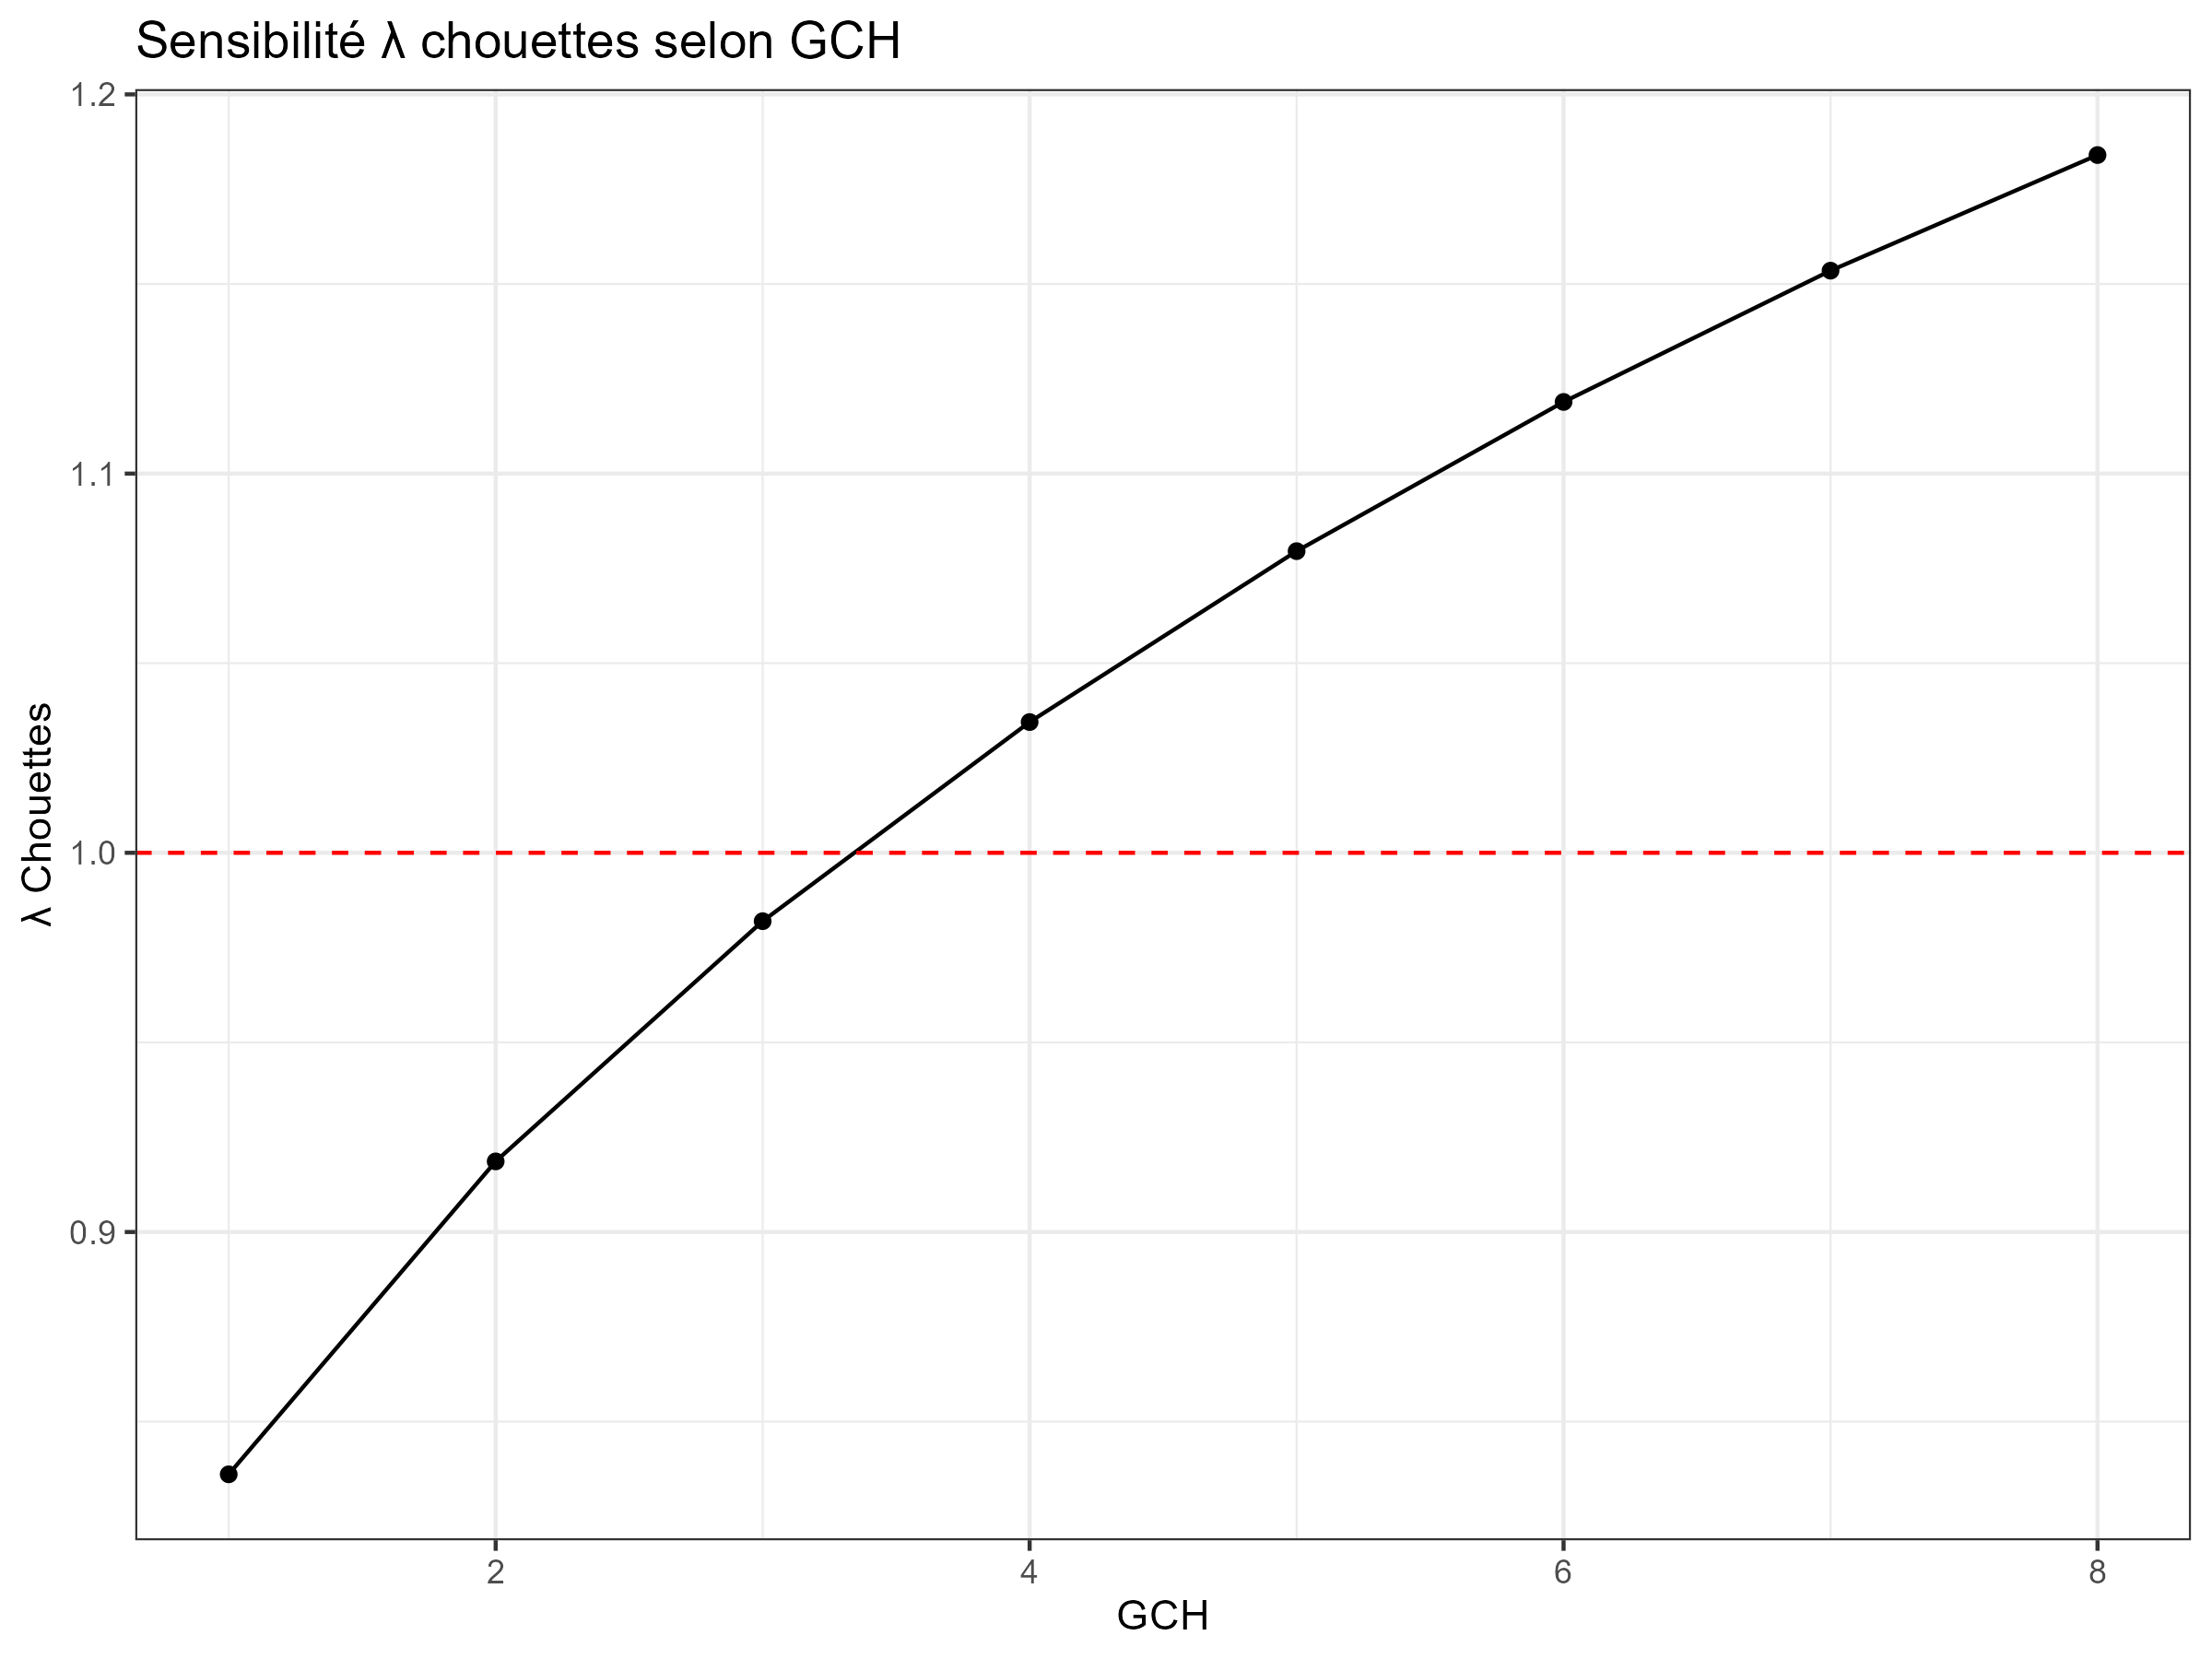 Sensibilité λ chouettes selon GCH
1.2
1.1
1.0
0.9
λ Chouettes
2 4 6 8
GCH